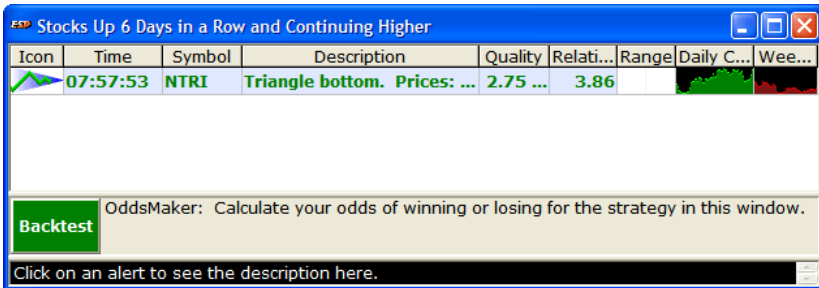 ESP Stocks Up 6 Days in a Row and Continuing Higher
Icon Time Symbol Description Quality Relati... Range Daily C... Wee...
07:57:53 NTRI Triangle bottom. Prices: ... 2.75 ... 3.86
Backtest OddsMaker: Calculate your odds of winning or losing for the strategy in this window.
Click on an alert to see the description here.